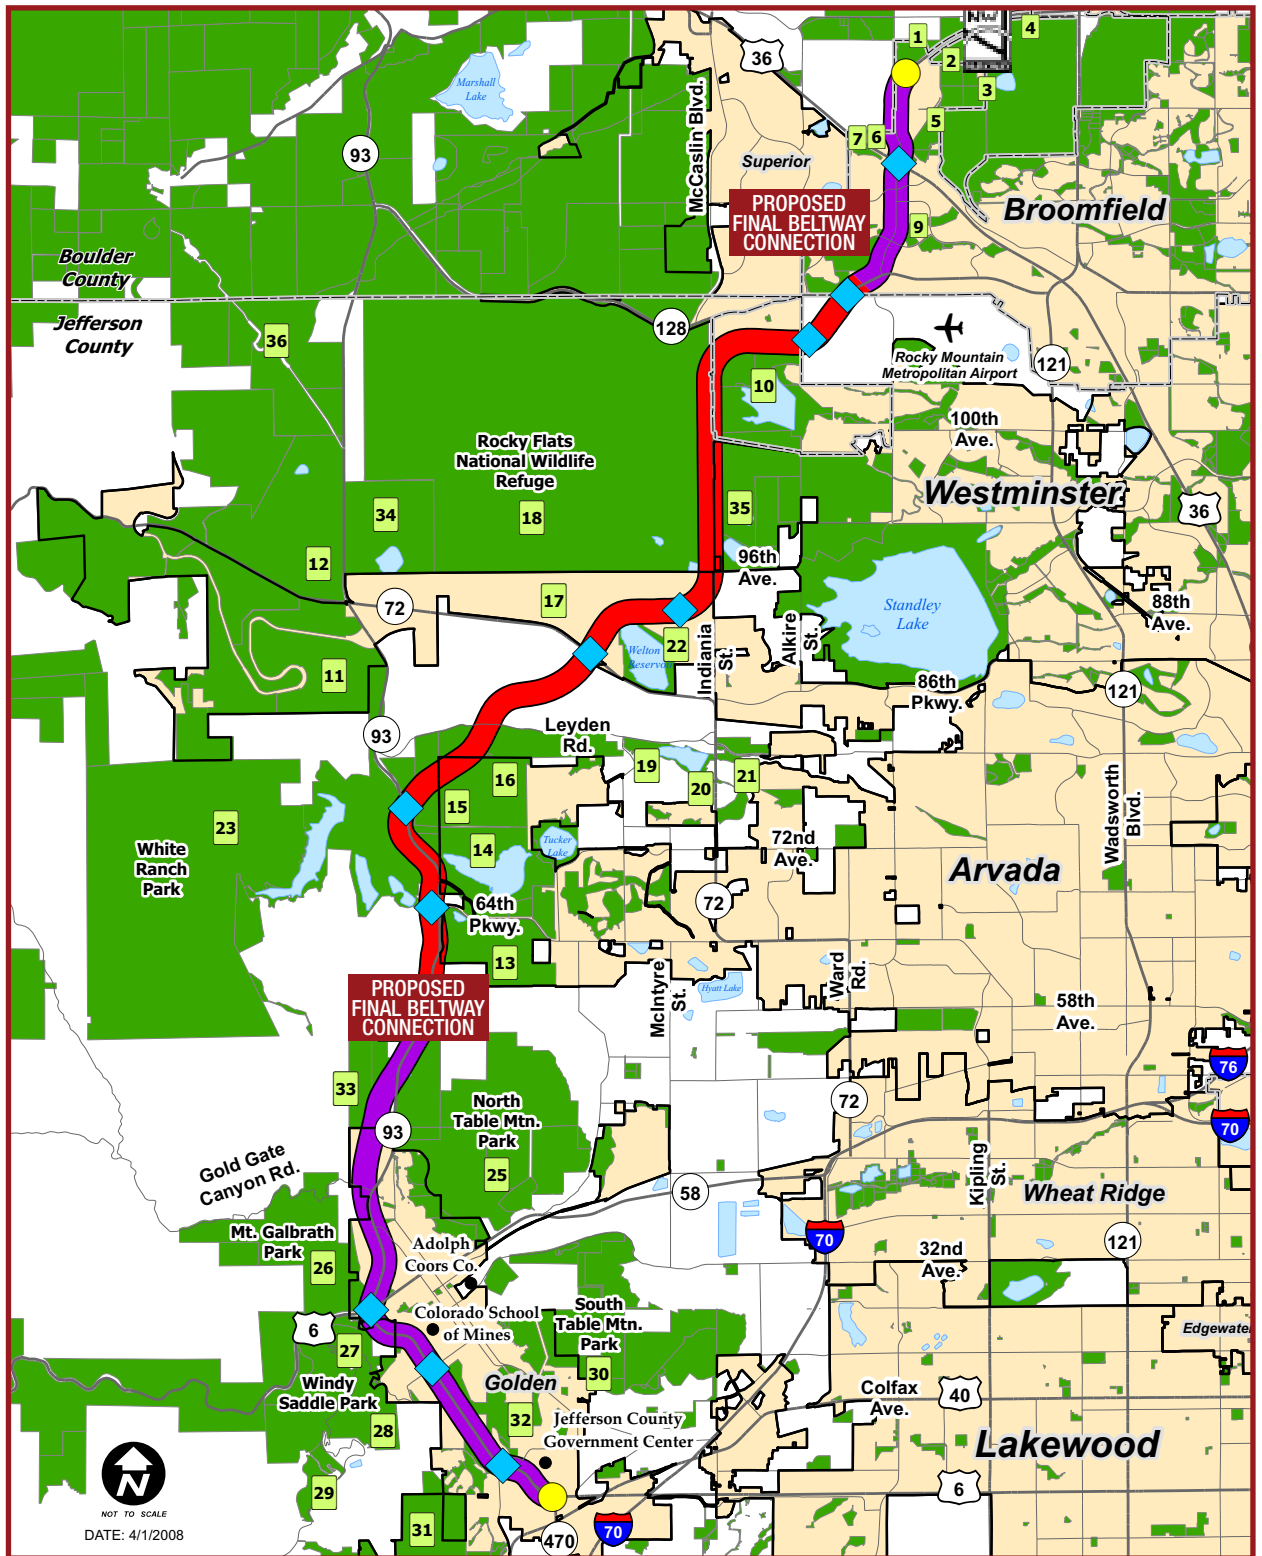 1
4
36
2
3
Marshall
Lake
McCaslin Blvd.
5
7
6
93
Superior
PROPOSED
FINAL BELTWAY
CONNECTION
Broomfield
9
Boulder
County
Jefferson
County
36
128
Rocky Mountain
Metropolitan Airport
121
10
100th
Ave.
Rocky Flats
National Wildlife
Refuge
Westminster
34
18
35
36
12
96th
Ave.
17
72
Standley
Lake
88th
Ave.
Alkire
St.
Indiania
St.
22
Welton
Reservo
11
86th
Pkwy.
121
93
Leyden
Rd.
19
20
21
16
15
Wadsworth
Blvd.
23
White
Ranch
Park
14
Tucker
Lake
72nd
Ave.
Arvada
64th
Pkwy.
72
13
Ward
Rd.
PROPOSED
FINAL BELTWAY
CONNECTION
McIntyre
St.
Hyatt Lake
58th
Ave.
76
33
North
Table Mtn.
Park
72
70
93
Gold Gate
Canyon Rd.
25
Kipling
St.
58
Wheat Ridge
Mt. Galbrath
Park
Adolph
Coors Co.
70
32nd
Ave.
121
26
Colorado School
of Mines
South
Table Mtn.
Park
6
Edgewater
27
30
Golden
Windy
Saddle Park
Colfax
Ave.
40
28
32
Jefferson County
Government Center
Lakewood
N
29
6
NOT TO SCALE
DATE: 4/1/2008
31
470
70